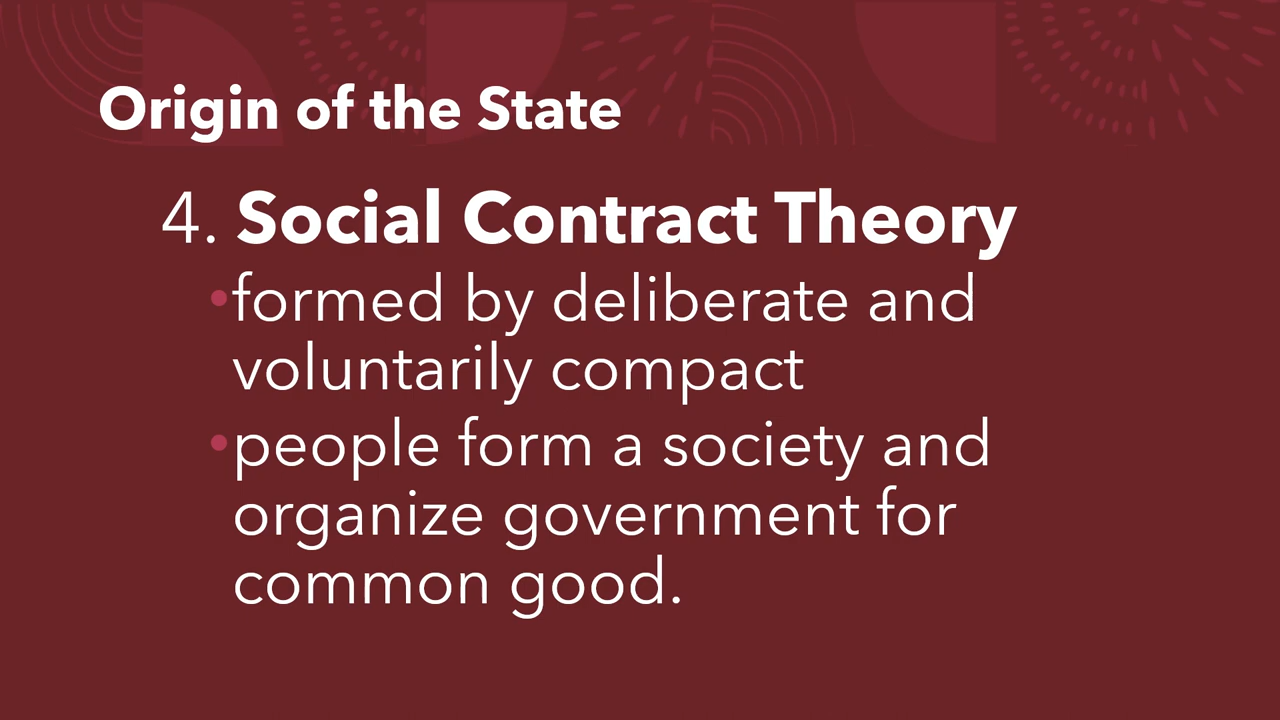 Origin of the State
4. Social Contract Theory
•formed by deliberate and
voluntarily compact
•people form a society and
organize government for
common good.